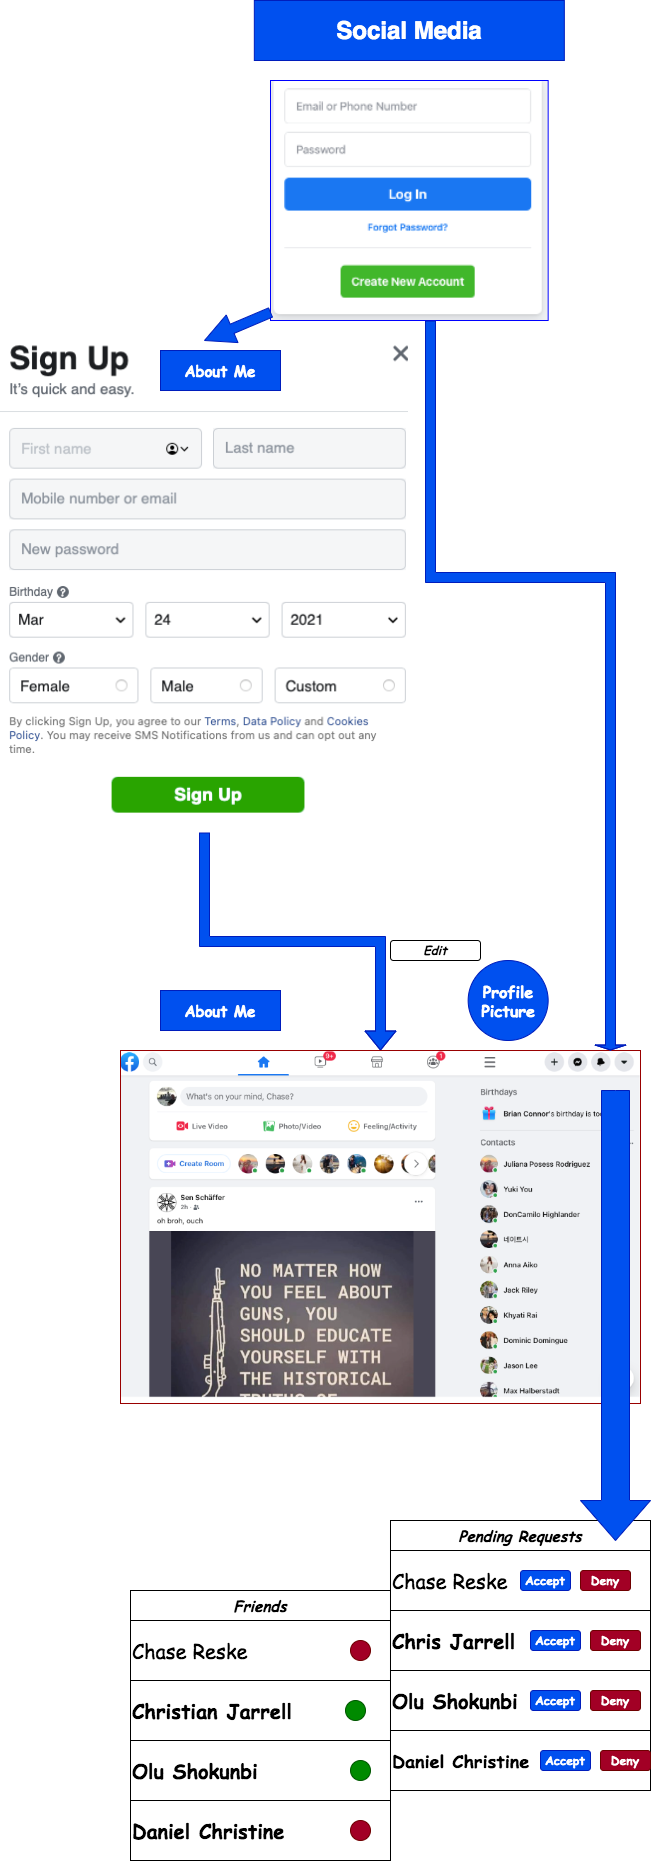 Social Media
Email or Phone Number
Password
Log In
Forgot Password?
Create New Account
Sign Up
It's quick and easy.
About Me
First name
Last name
Mobile number or email
New password
Birthday
Mar
24
2021
Gender
Female
Male
Custom
By clicking Sign Up, you agree to our Terms, Data Policy and Cookies
Policy. You may receive SMS Notifications from us and can opt out any
time.
Sign Up
Edit
About Me
Profile
Picture
9+
1
What's on your mind, Chase?
Live Video
Photo/Video
Feeling/Activity
Create Room
Sen Schäffer
2h
oh broh, ouch
NO MATTER HOW
YOU FEEL ABOUT
GUNS, YOU
SHOULD EDUCATE
YOURSELF WITH
THE HISTORICAL
TRUTHS OF
Birthdays
Brian Connor's birthday is
Contacts
Juliana Posess Rodriguez
Yuki You
DonCamilo Highlander
네이트시
Anna Aiko
Jack Riley
Khyati Rai
Dominic Domingue
Jason Lee
Max Halberstadt
Pending Requests
Chase Reske Accept Deny
Chris Jarrell Accept Deny
Olu Shokunbi Accept Deny
Daniel Christine Accept Deny
Friends
Chase Reske
Christian Jarrell
Olu Shokunbi
Daniel Christine